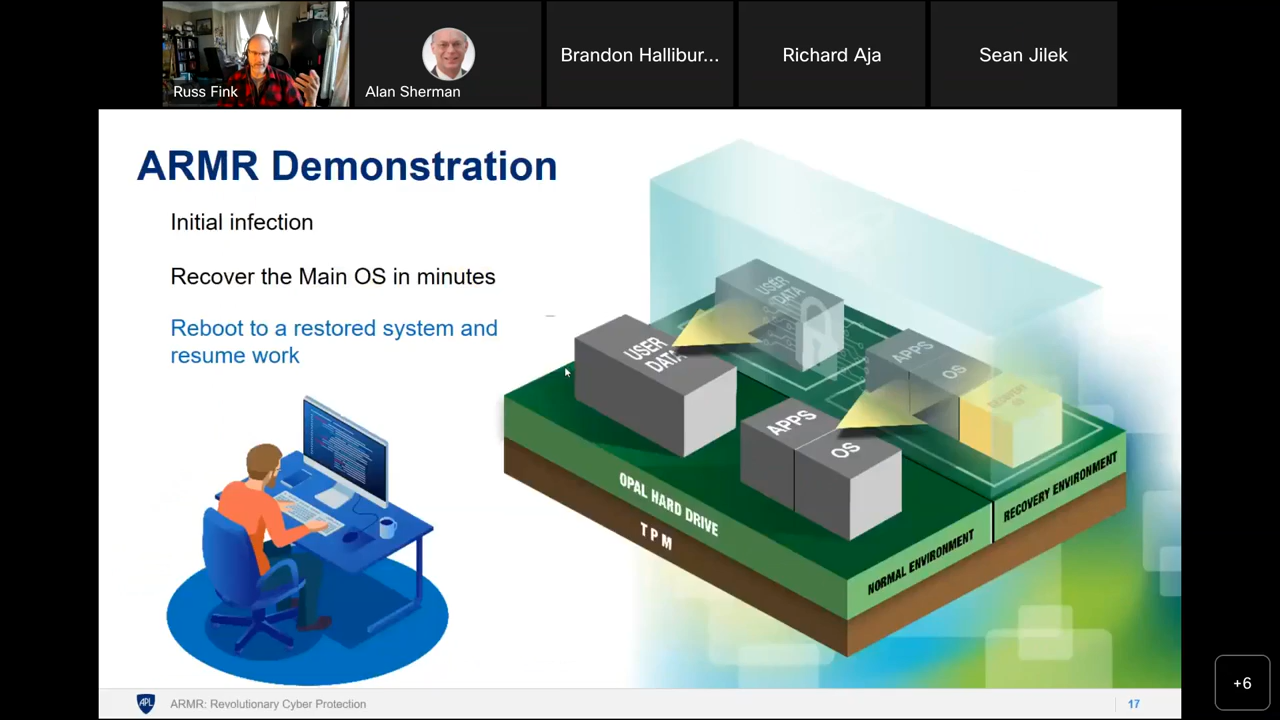 Russ Fink
Alan Sherman
Brandon Hallibur...
Richard Aja
Sean Jilek
ARMR Demonstration
Initial infection
Recover the Main OS in minutes
Reboot to a restored system and
resume work
USER
DATA
USER
DATA
APPS
OS
RECOVERY
APPS
OS
OPAL HARD DRIVE
TPM
NORMAL ENVIRONMENT
RECOVERY ENVIRONMENT
APL
ARMR: Revolutionary Cyber Protection
17
+6